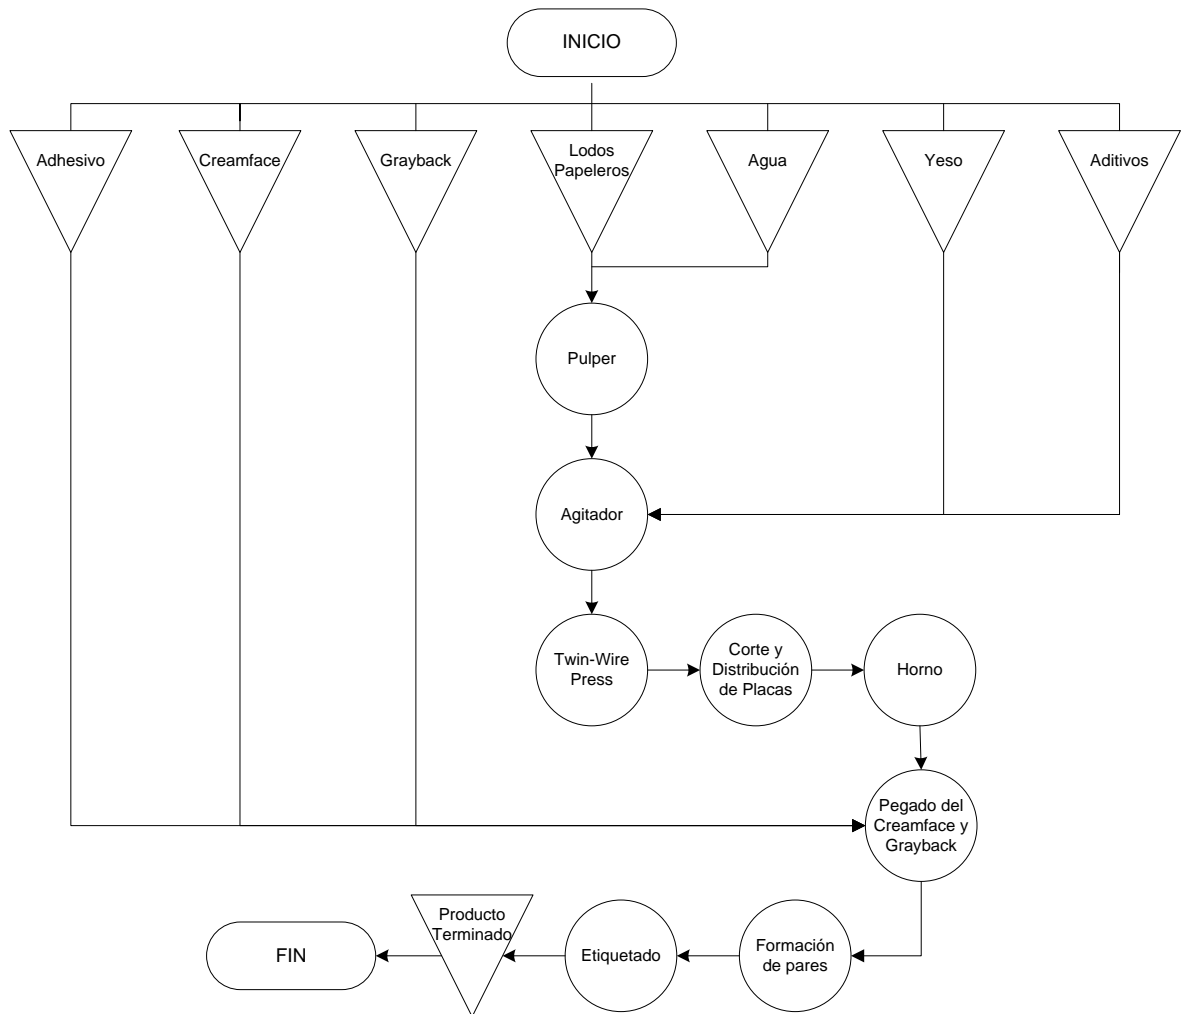 INICIO
Adhesivo
Creamface
Grayback
Lodos
Papeleros
Agua
Yeso
Aditivos
Pulper
Agitador
Twin-Wire
Press
Corte y
Distribución
de Placas
Horno
Pegado del
Creamface y
Grayback
Formación
de pares
Etiquetado
Producto
Terminado
FIN